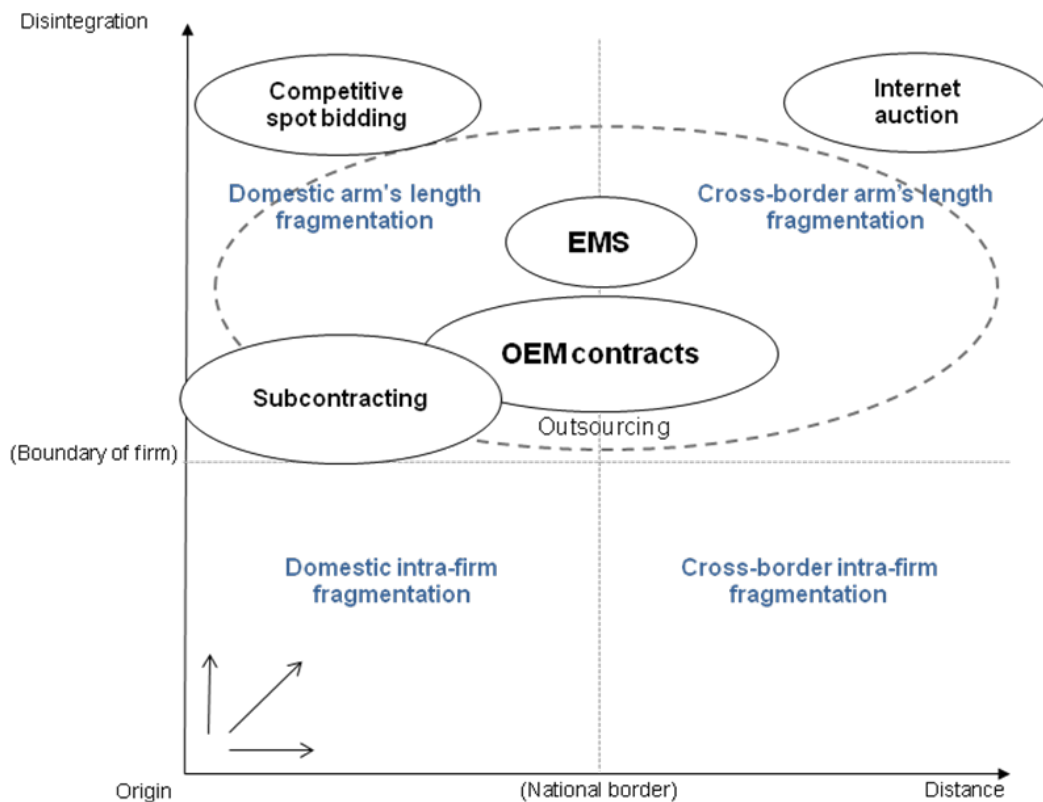 Disintegration
Competitive
spot bidding
Internet
auction
Domestic arm's length
fragmentation
Cross-border arm’s length
fragmentation
EMS
OEM contracts
Subcontracting
Outsourcing
(Boundary of firm)
Domestic intra-firm
fragmentation
Cross-border intra-firm
fragmentation
Origin
(National border)
Distance